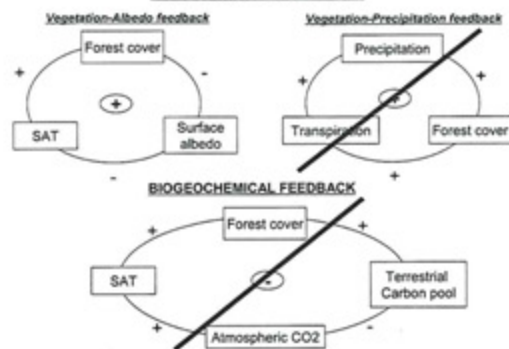 Vegetation-Albedo feedback
Vegetation-Precipitation feedback
Forest cover
+
-
+
SAT
Surface
albedo
-
Precipitation
+
+
+
Transpiration
Forest cover
+
BIOGEOCHEMICAL FEEDBACK
Forest cover
+
+
-
SAT
Terrestrial
Carbon pool
+
-
Atmospheric CO2